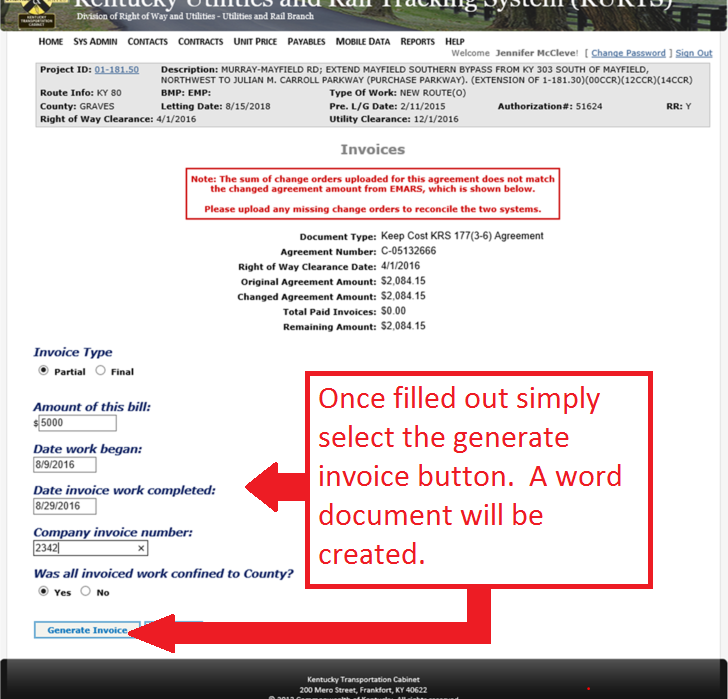 Kentucky Utilities and Rail Tracking System (KURTS)
KENTUCKY
TRANSPORTATION
CABINET
Division of Right of Way and Utilities - Utilities and Rail Branch
HOME SYS ADMIN CONTACTS CONTRACTS UNIT PRICE PAYABLES MOBILE DATA REPORTS HELP
Welcome Jennifer McCleve! [ Change Password ] Sign Out
Project ID: 01-181.50 Description: MURRAY-MAYFIELD RD; EXTEND MAYFIELD SOUTHERN BYPASS FROM KY 303 SOUTH OF MAYFIELD,
NORTHWEST TO JULIAN M. CARROLL PARKWAY (PURCHASE PARKWAY). (EXTENSION OF 1-181.30)(00CCR)(12CCR)(14CCR)
Route Info: KY 80 BMP: EMP: Type Of Work: NEW ROUTE(O)
County: GRAVES Letting Date: 8/15/2018 Pre. L/G Date: 2/11/2015 Authorization#: 51624 RR: Y
Right of Way Clearance: 4/1/2016 Utility Clearance: 12/1/2016
Invoices
Note: The sum of change orders uploaded for this agreement does not match
the changed agreement amount from EMARS, which is shown below.
Please upload any missing change orders to reconcile the two systems.
Document Type: Keep Cost KRS 177(3-6) Agreement
Agreement Number: C-05132666
Right of Way Clearance Date: 4/1/2016
Original Agreement Amount: $2,084.15
Changed Agreement Amount: $2,084.15
Total Paid Invoices: $0.00
Remaining Amount: $2,084.15
Invoice Type
Partial Final
Amount of this bill:
$ 5000
Date work began:
8/9/2016
Date invoice work completed:
8/29/2016
Company invoice number:
2342 ×
Was all invoiced work confined to County?
Yes No
Generate Invoice
Once filled out simply
select the generate
invoice button. A word
document will be
created.
Kentucky Transportation Cabinet
200 Mero Street, Frankfort, KY 40622